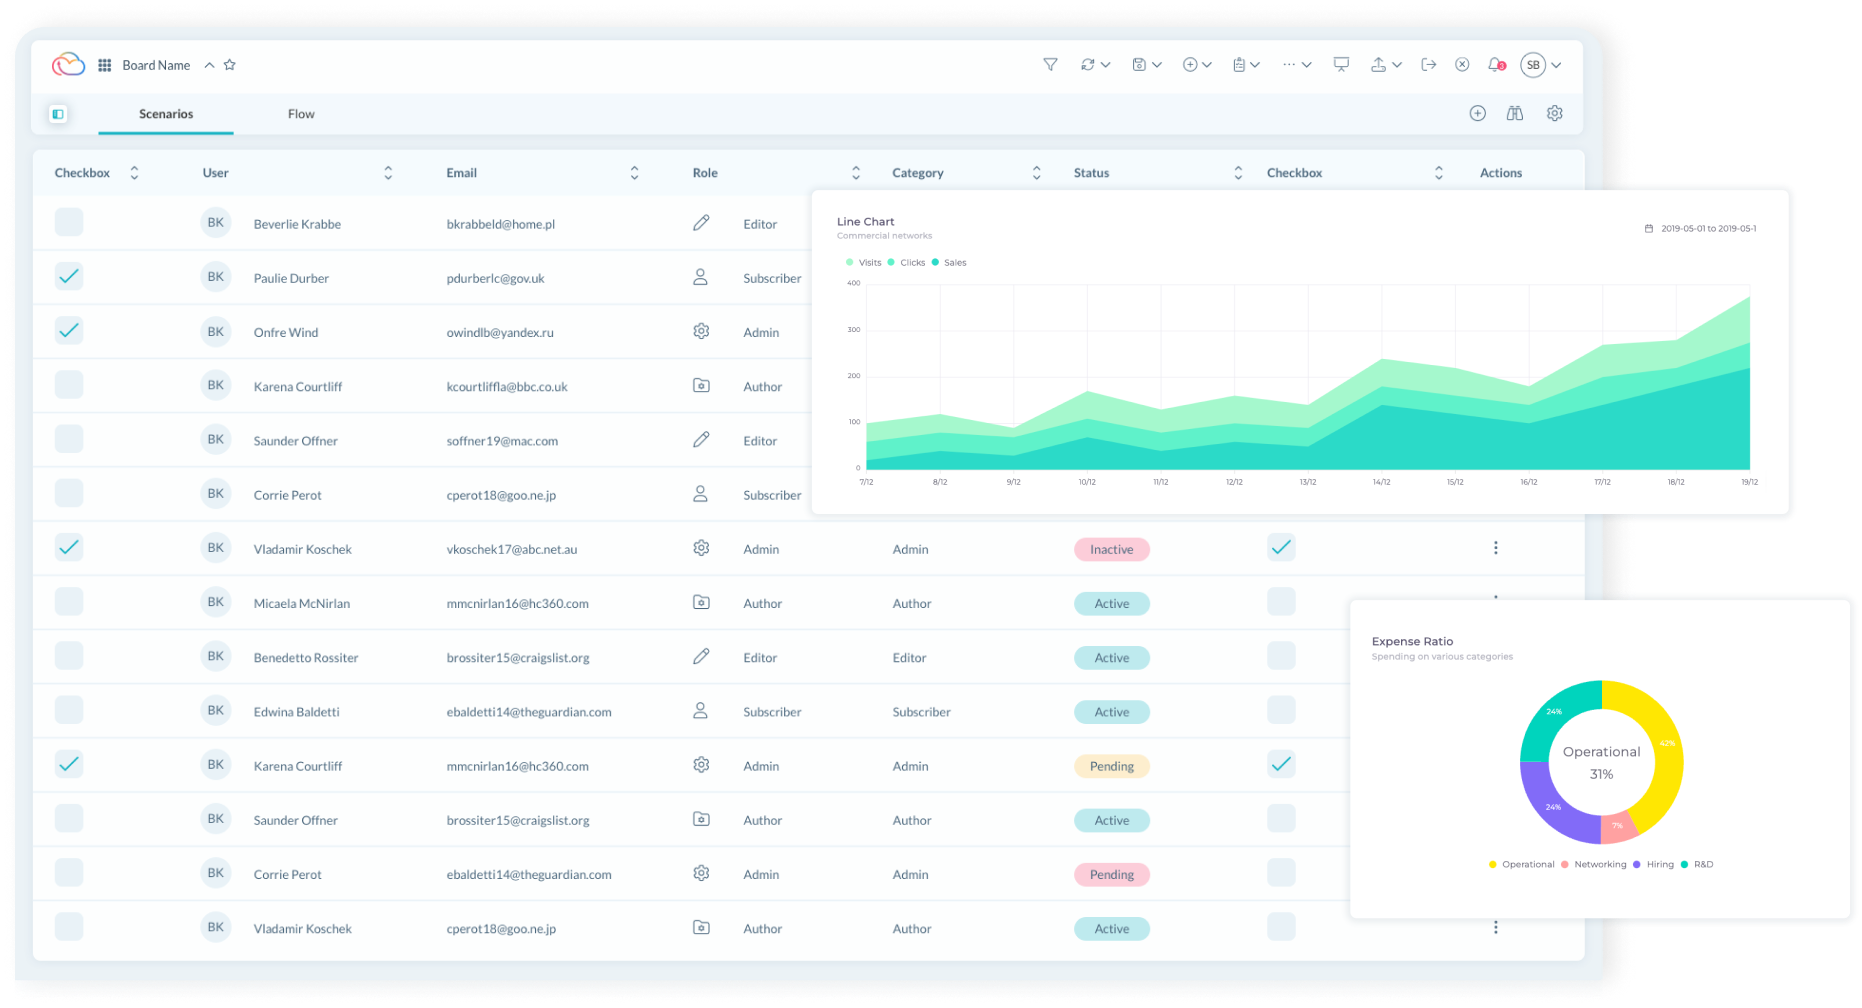 Board Name
3
SB
Scenarios
Flow
Checkbox User Email Role Category Status Checkbox Actions
BK Beverlie Krabbe bkrabbeld@home.pl Editor
BK Paulie Durber pdurberlc@gov.uk Subscriber
BK Onfre Wind owindlb@yandex.ru Admin
BK Karena Courtliff kcourtliffla@bbc.co.uk Author
BK Saunder Offner soffner19@mac.com Editor
BK Corrie Perot cperot18@goo.ne.jp Subscriber
BK Vladamir Koschek vkoschek17@abc.net.au Admin Admin Inactive
BK Micaela McNirlan mmcnirlan16@hc360.com Author Author Active
BK Benedetto Rossiter brossiter15@craigslist.org Editor Editor Active
BK Edwina Baldetti ebaldetti14@theguardian.com Subscriber Subscriber Active
BK Karena Courtliff mmcnirlan16@hc360.com Admin Admin Pending
BK Saunder Offner brossiter15@craigslist.org Author Author Active
BK Corrie Perot ebaldetti14@theguardian.com Admin Admin Pending
BK Vladamir Koschek cperot18@goo.ne.jp Author Author Active
Line Chart
Commercial networks
2019-05-01 to 2019-05-1
Visits Clicks Sales
400
300
200
100
0
7/12 8/12 9/12 10/12 11/12 12/12 13/12 14/12 15/12 16/12 17/12 18/12 19/12
Expense Ratio
Spending on various categories
24%
42%
Operational
31%
24%
7%
Operational Networking Hiring R&D